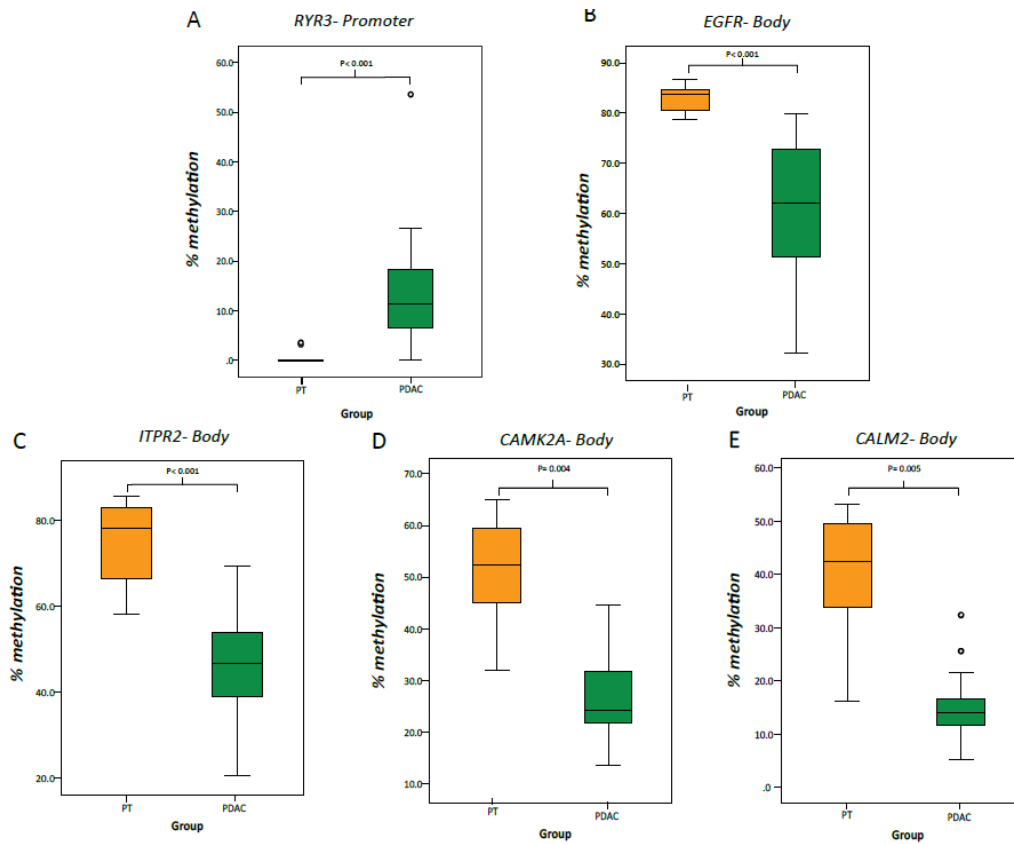 A
RYR3- Promoter
P< 0.001
60.0
50.0
40.0
30.0
20.0
10.0
.0
% methylation
PT
PDAC
Group
B
EGFR- Body
P< 0.001
90.0
80.0
70.0
60.0
50.0
40.0
30.0
% methylation
PT
PDAC
Group
C
ITPR2- Body
P< 0.001
80.0
60.0
40.0
20.0
% methylation
PT
PDAC
Group
D
CAMK2A- Body
P= 0.004
70.0
60.0
50.0
40.0
30.0
20.0
10.0
% methylation
PT
PDAC
Group
E
CALM2- Body
P= 0.005
60.0
50.0
40.0
30.0
20.0
10.0
.0
% methylation
PT
PDAC
Group